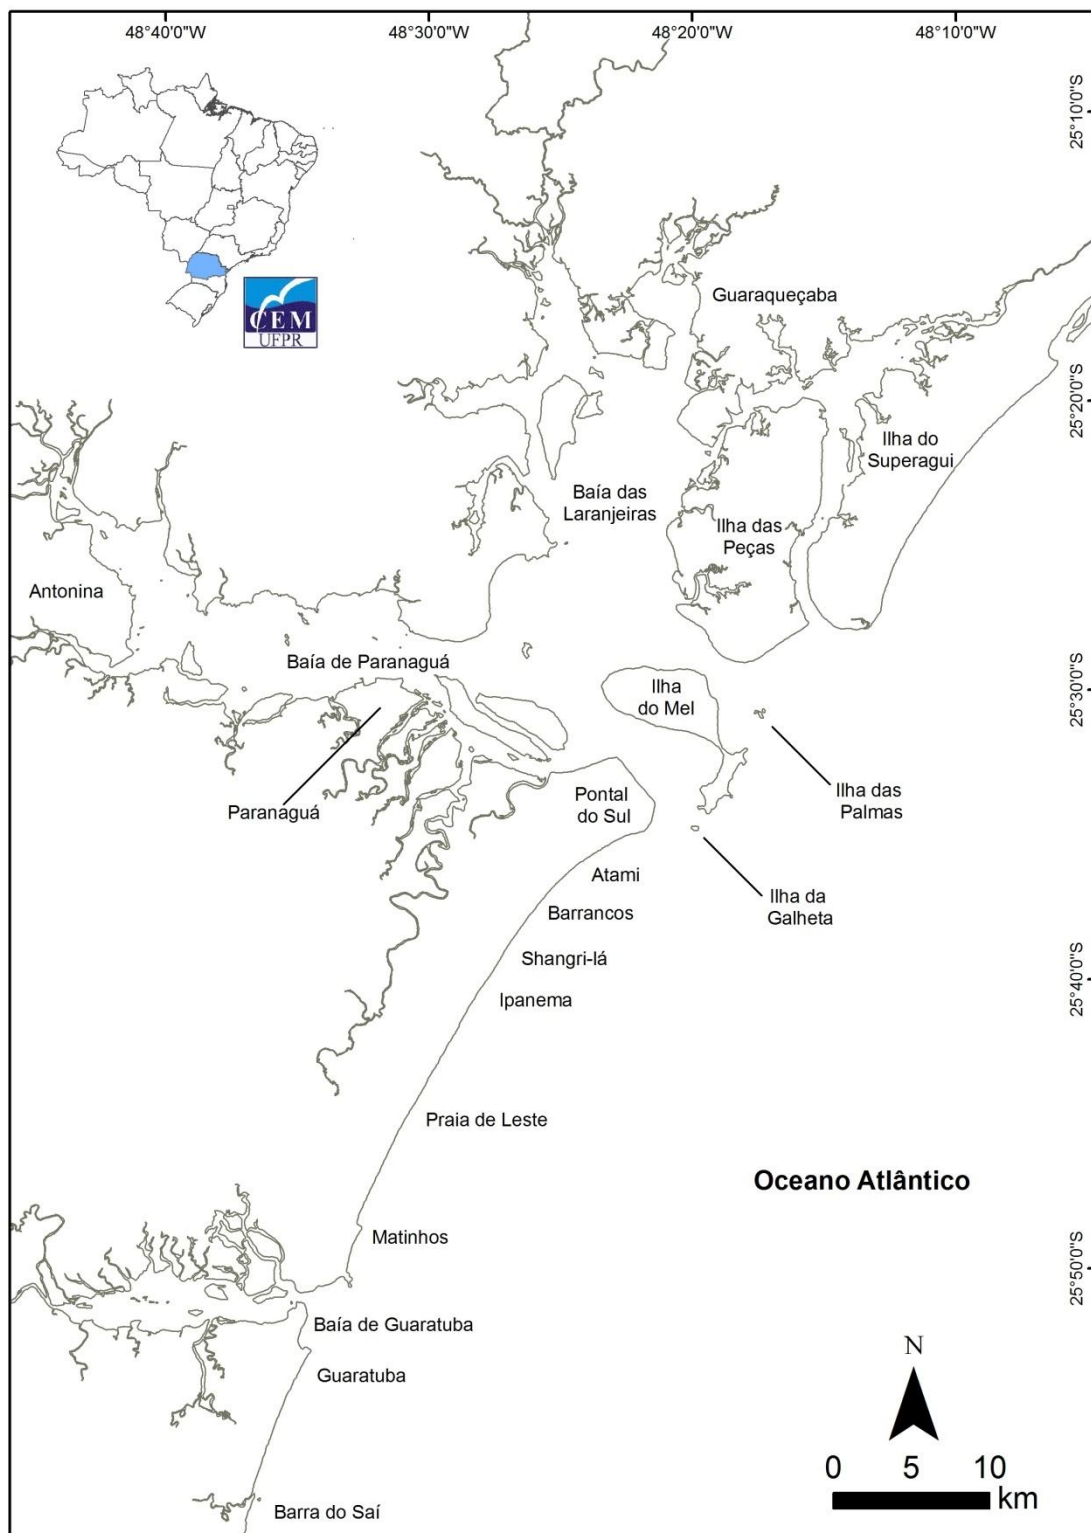 48°40'0"W
48°30'0"W
48°20'0"W
48°10'0"W
25°10'0"S
CEM
UFPR
Guaraqueçaba
25°20'0"S
Ilha do
Superagui
Baía das
Laranjeiras
Ilha das
Peças
Antonina
Baía de Paranaguá
Ilha
do Mel
25°30'0"S
Paranaguá
Pontal
do Sul
Ilha das
Palmas
Atami
Ilha da
Galheta
Barrancos
Shangri-lá
25°40'0"S
Ipanema
Praia de Leste
Oceano Atlântico
Matinhos
25°50'0"S
Baía de Guaratuba
N
Guaratuba
0 5 10
km
Barra do Saí